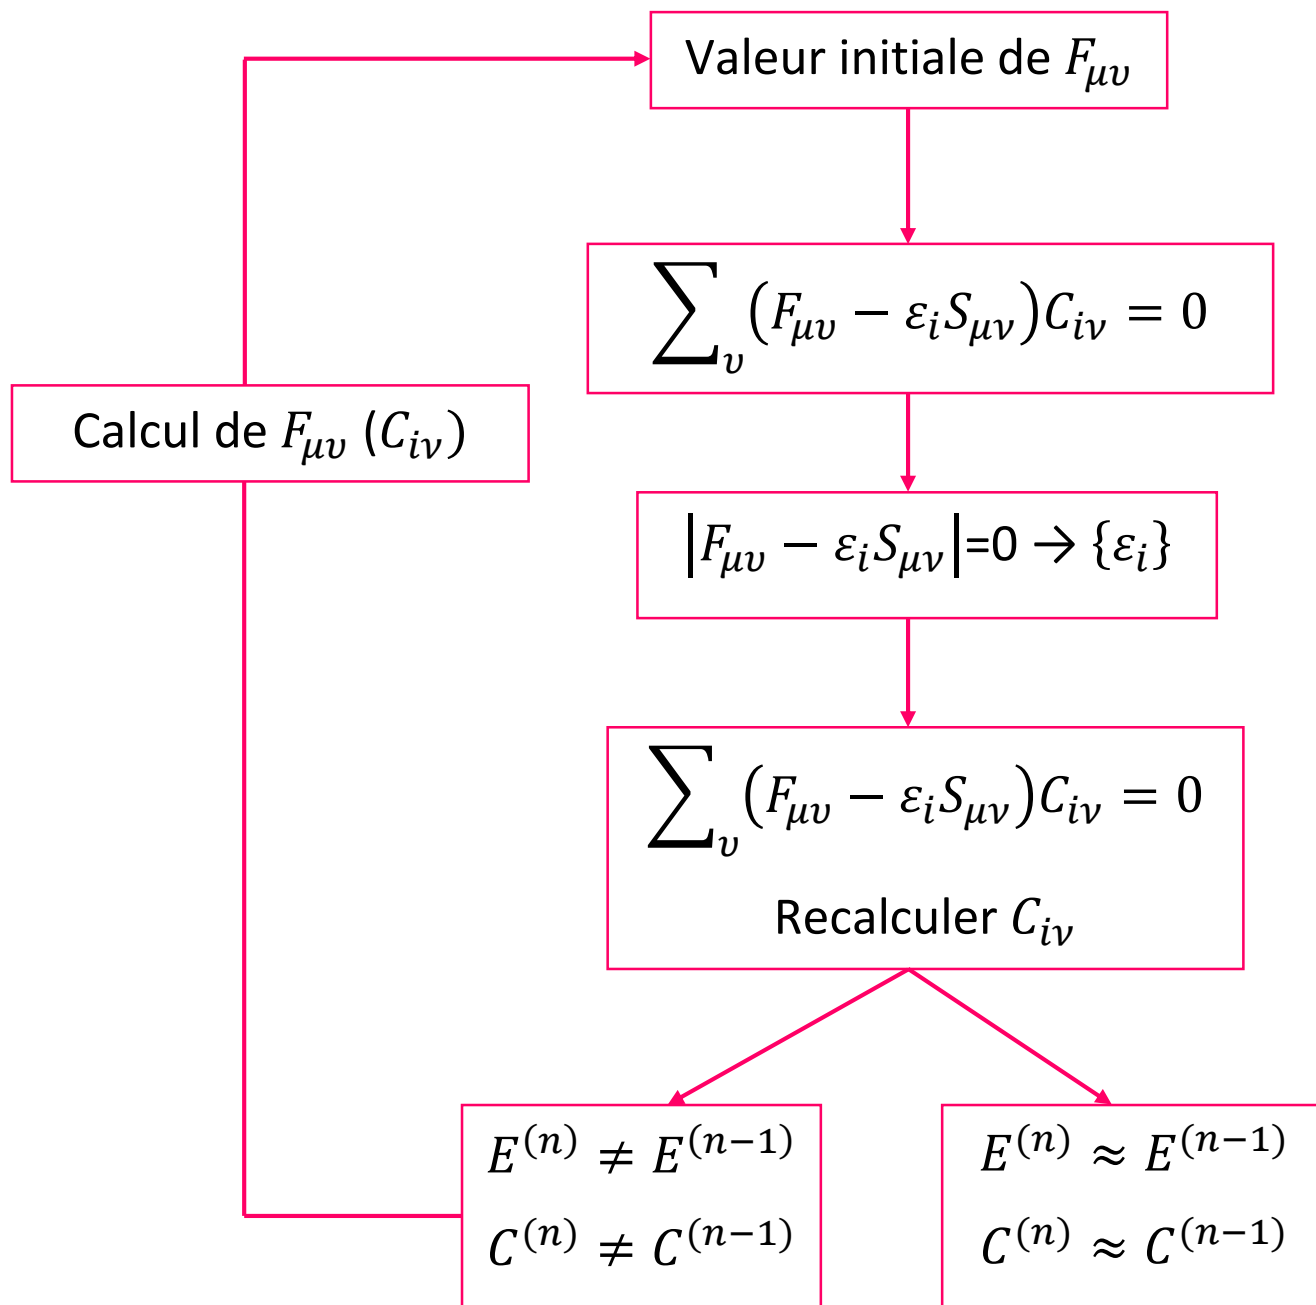 Valeur initiale de F_{μυ}
∑_υ (F_{μυ} − ε_i S_{μν}) C_{iν} = 0
Calcul de F_{μυ} (C_{iν})
|F_{μυ} − ε_i S_{μν}|=0 → {ε_i}
∑_υ (F_{μυ} − ε_i S_{μν}) C_{iν} = 0
Recalculer C_{iν}
E^{(n)} ≠ E^{(n−1)}
C^{(n)} ≠ C^{(n−1)}
E^{(n)} ≈ E^{(n−1)}
C^{(n)} ≈ C^{(n−1)}